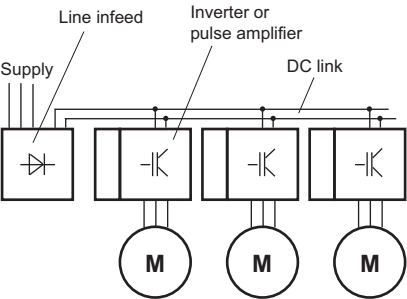 Line infeed
Inverter or
pulse amplifier
Supply
DC link
M
M
M